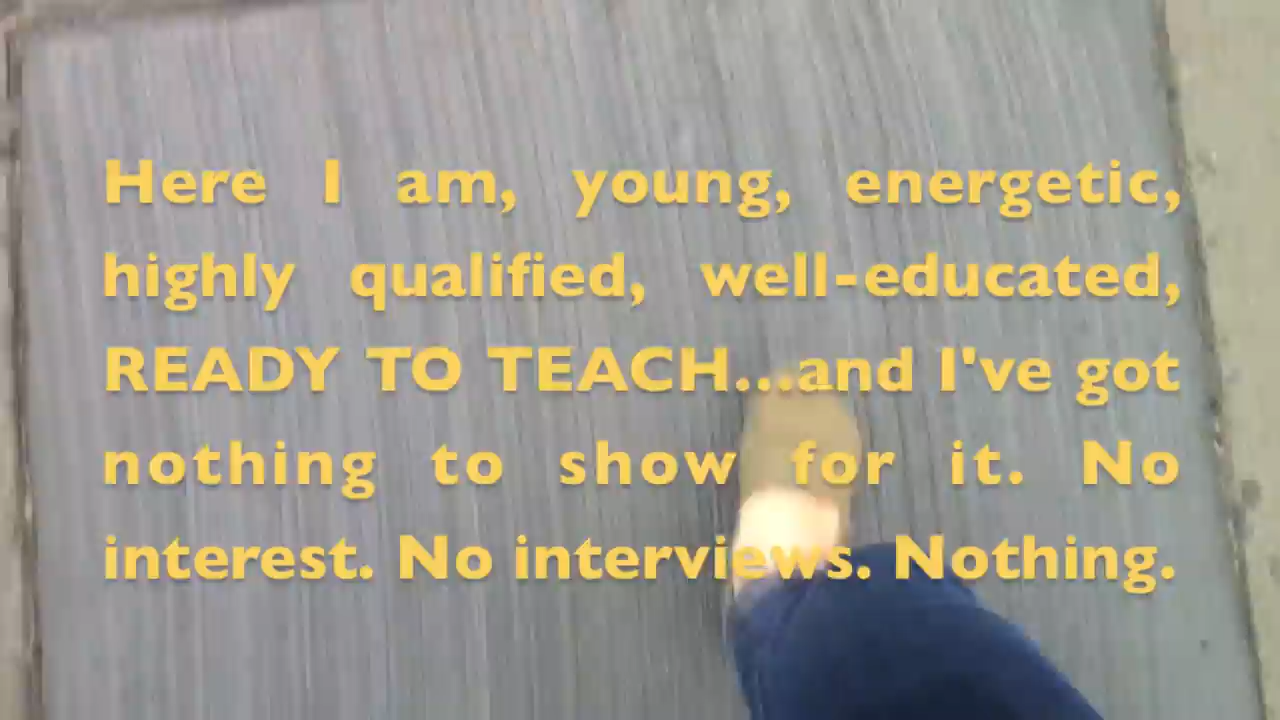 Here I am, young, energetic,
highly qualified, well-educated,
READY TO TEACH...and I've got
nothing to show for it. No
interest. No interviews. Nothing.